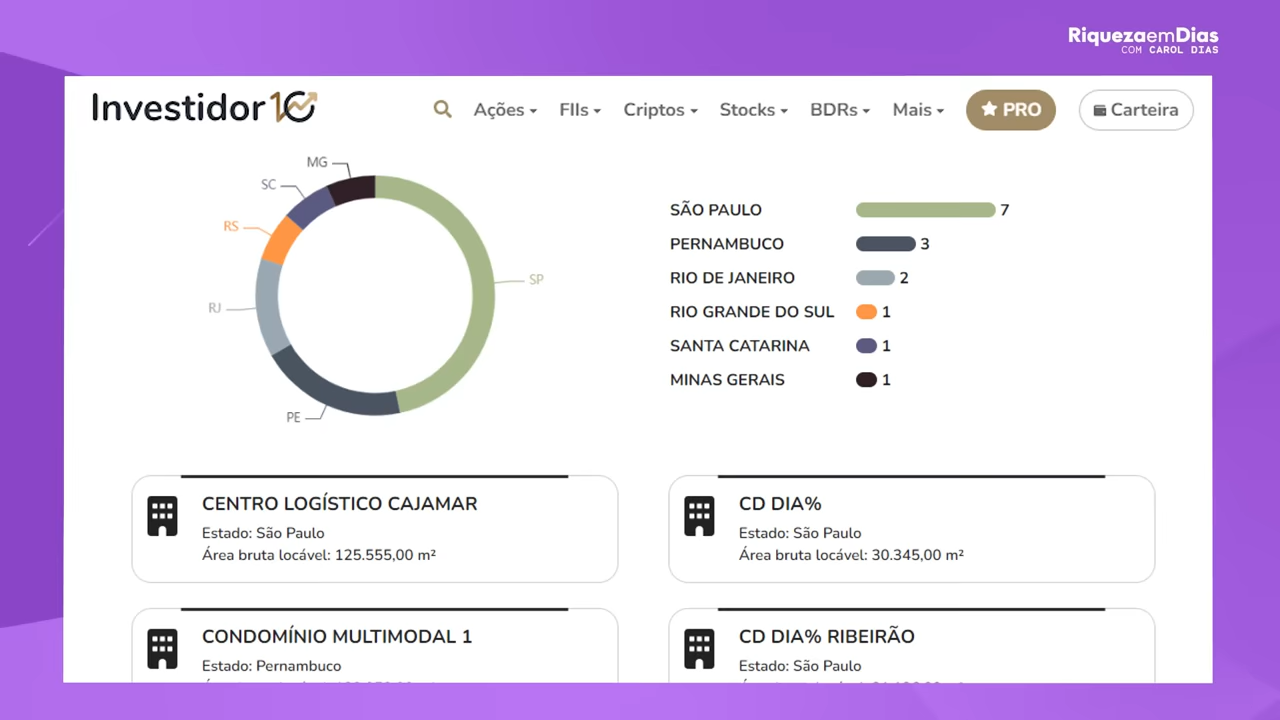 RiquezaemDias
COM CAROL DIAS
Investidor10
Ações
FIIs
Criptos
Stocks
BDRs
Mais
PRO
Carteira
MG
SC
RS
RJ
PE
SP
SÃO PAULO 7
PERNAMBUCO 3
RIO DE JANEIRO 2
RIO GRANDE DO SUL 1
SANTA CATARINA 1
MINAS GERAIS 1
CENTRO LOGÍSTICO CAJAMAR
Estado: São Paulo
Área bruta locável: 125.555,00 m²
CD DIA%
Estado: São Paulo
Área bruta locável: 30.345,00 m²
CONDOMÍNIO MULTIMODAL 1
Estado: Pernambuco
CD DIA% RIBEIRÃO
Estado: São Paulo